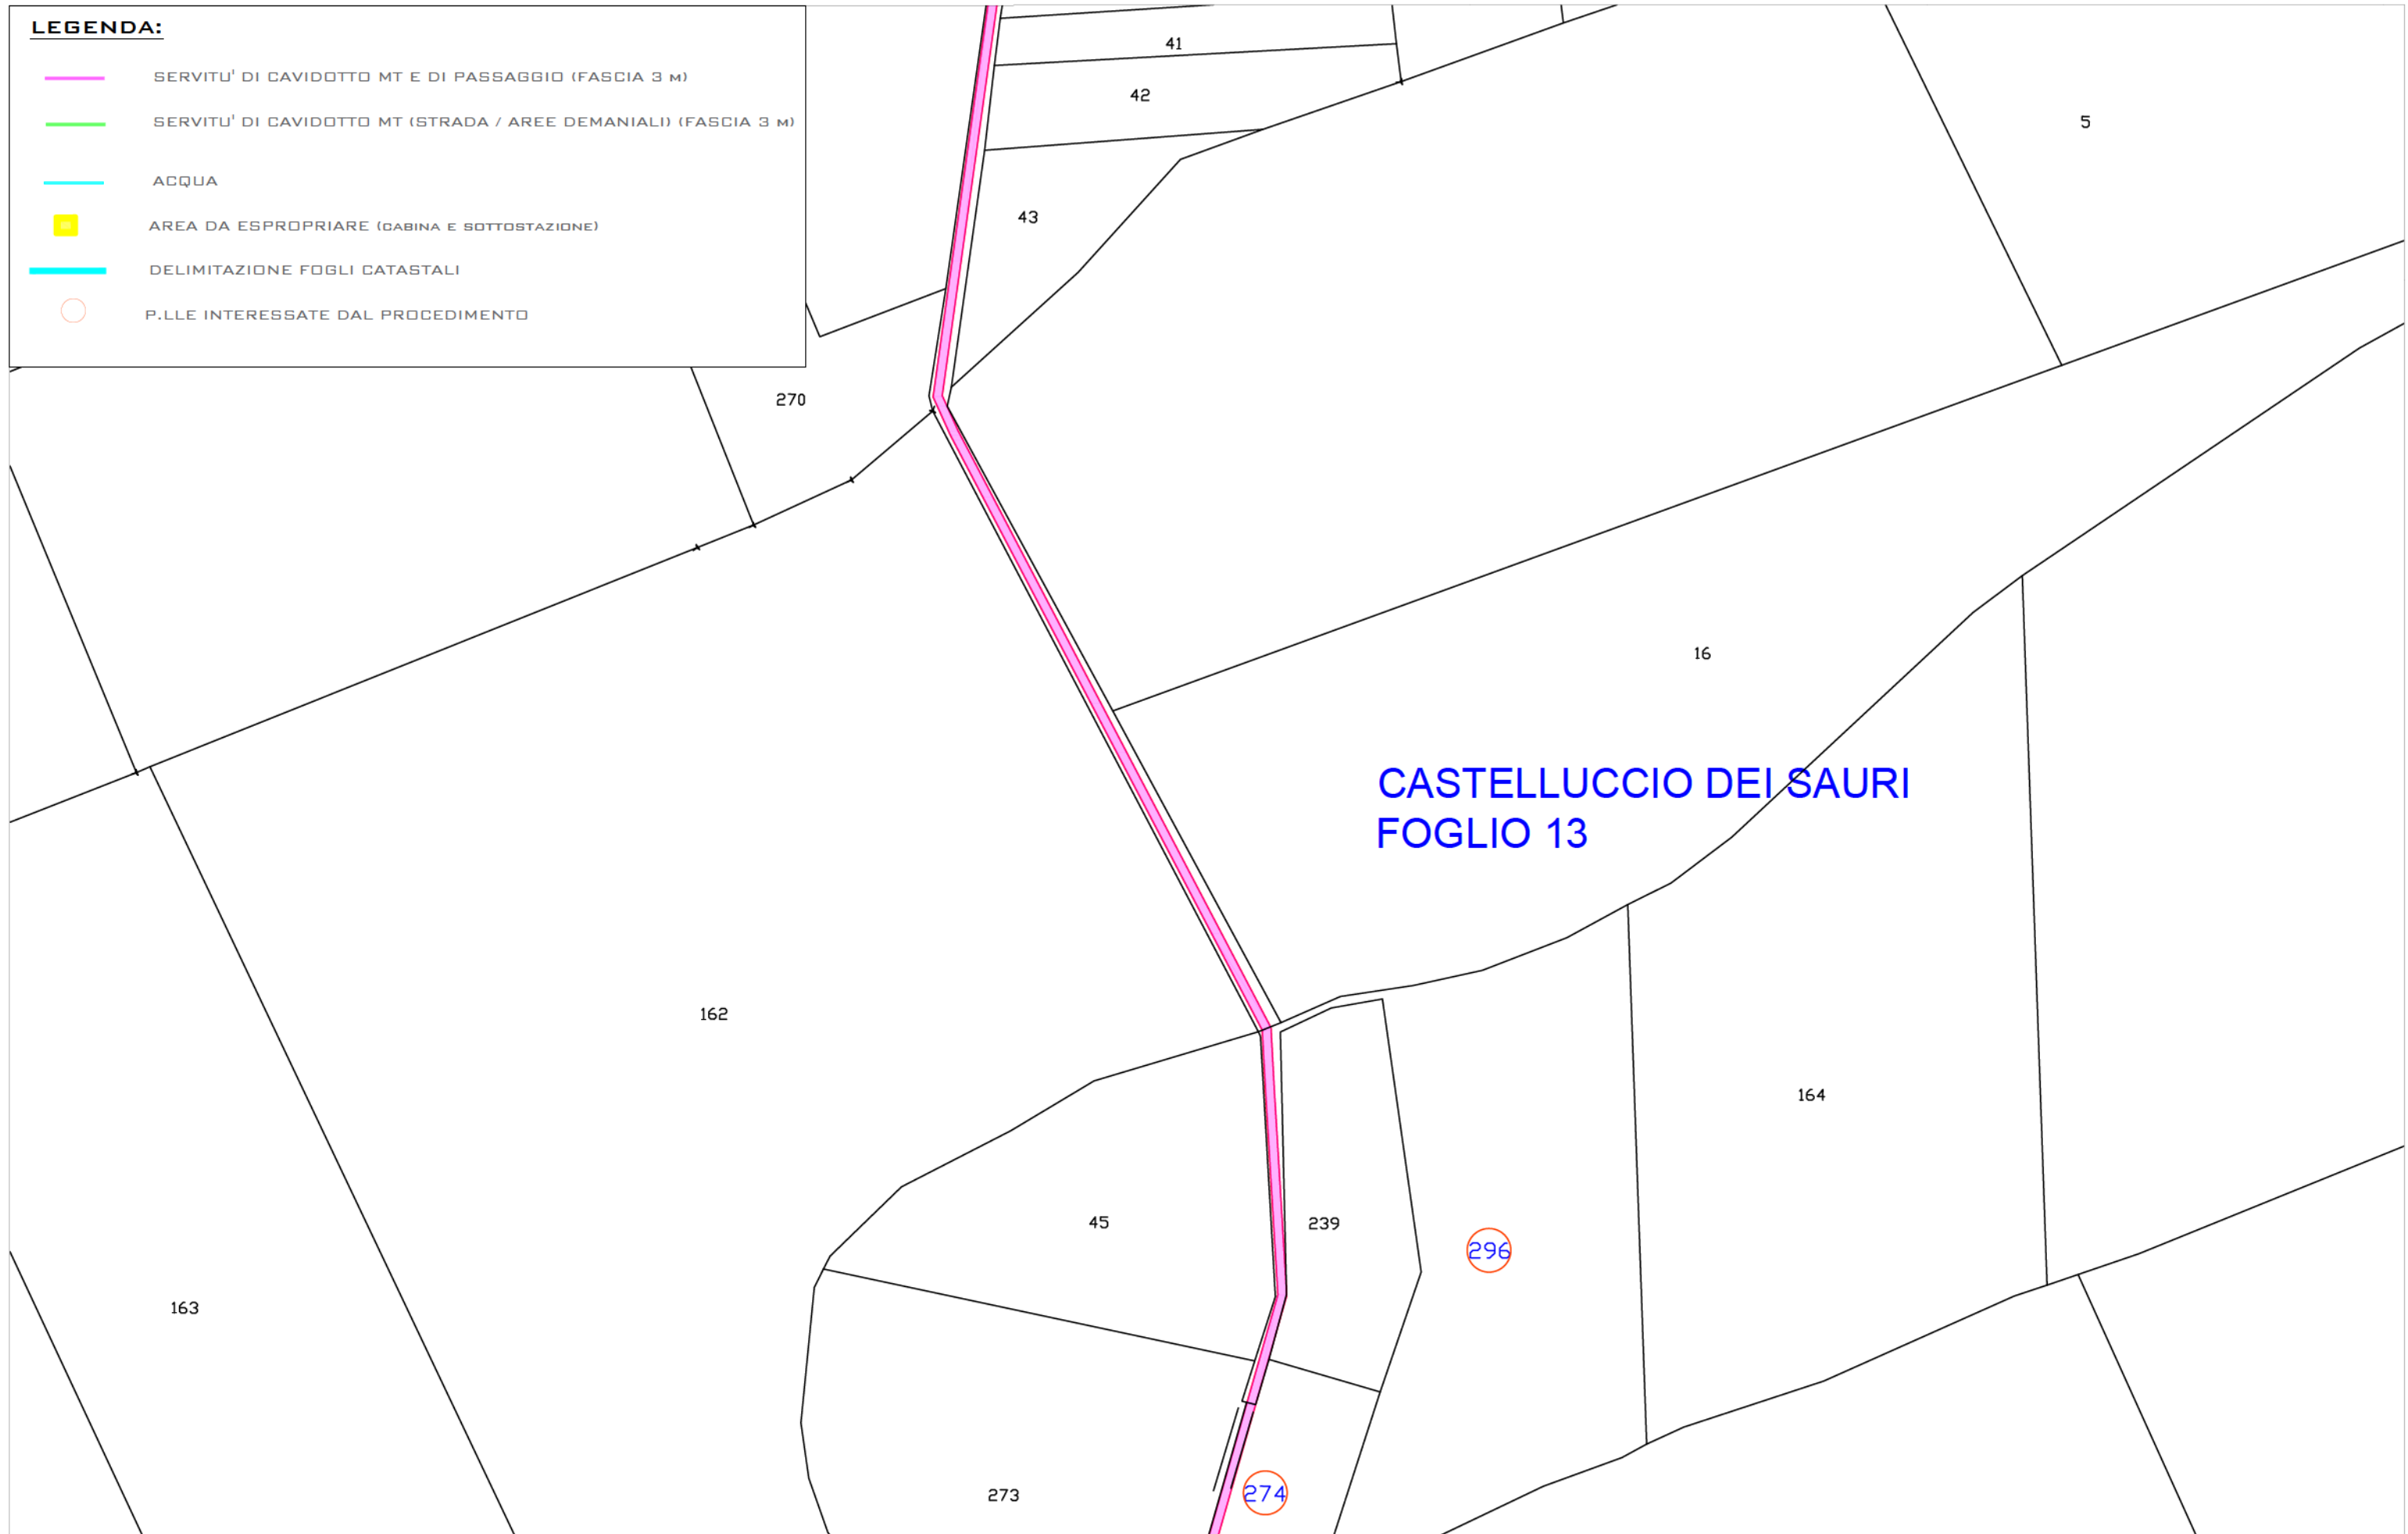 LEGENDA:
SERVITU' DI CAVIDOTTO MT E DI PASSAGGIO (FASCIA 3 M)
SERVITU' DI CAVIDOTTO MT (STRADA / AREE DEMANIALI) (FASCIA 3 M)
ACQUA
AREA DA ESPROPRIARE (CABINA E SOTTOSTAZIONE)
DELIMITAZIONE FOGLI CATASTALI
P.LLE INTERESSATE DAL PROCEDIMENTO
41
42
5
43
270
16
CASTELLUCCIO DEI SAURI
FOGLIO 13
162
164
45
239
296
163
273
274